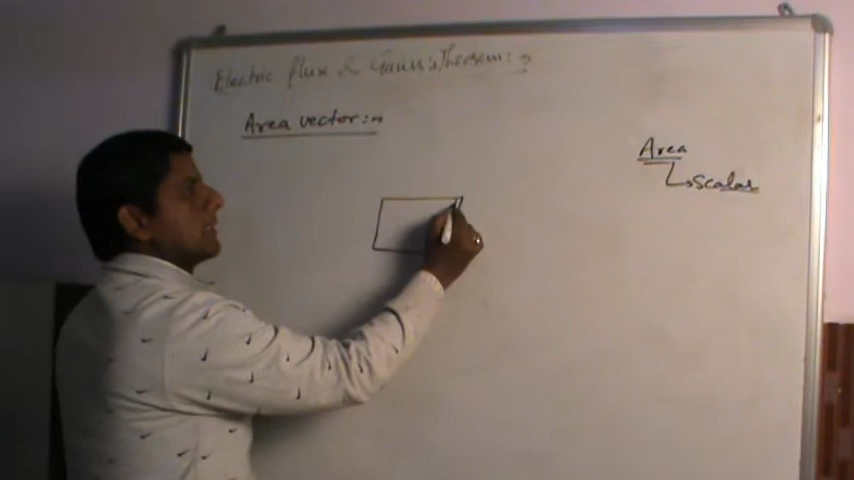 Electric flux & Gauss's Theorem :-
Area vector :-
Area
scalar